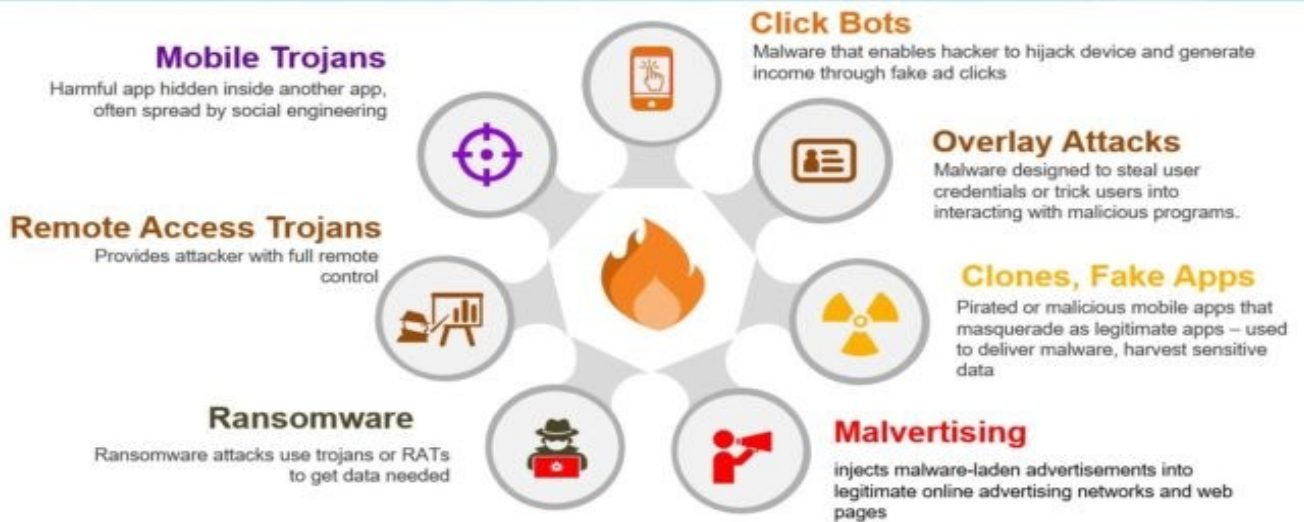 Click Bots
Malware that enables hacker to hijack device and generate
income through fake ad clicks
Mobile Trojans
Harmful app hidden inside another app,
often spread by social engineering
Overlay Attacks
Malware designed to steal user
credentials or trick users into
interacting with malicious programs.
Remote Access Trojans
Provides attacker with full remote
control
Clones, Fake Apps
Pirated or malicious mobile apps that
masquerade as legitimate apps – used
to deliver malware, harvest sensitive
data
Ransomware
Ransomware attacks use trojans or RATs
to get data needed
Malvertising
injects malware-laden advertisements into
legitimate online advertising networks and web
pages